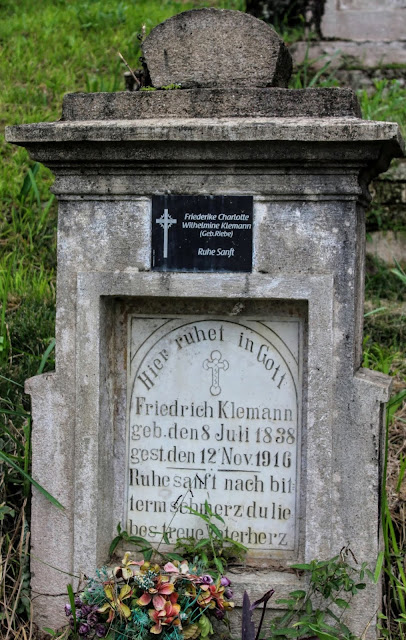 Friederike Charlotte
Wilhelmine Klemann
(Geb.Riebe)
Ruhe Sanft
Hier ruhet in Gott
Friedrich Klemann
geb. den 8 Juli 1838
gest. den 12 Nov. 1916
Ruhe sanft nach bit
term schmerz du lie
bes treue Vaterherz